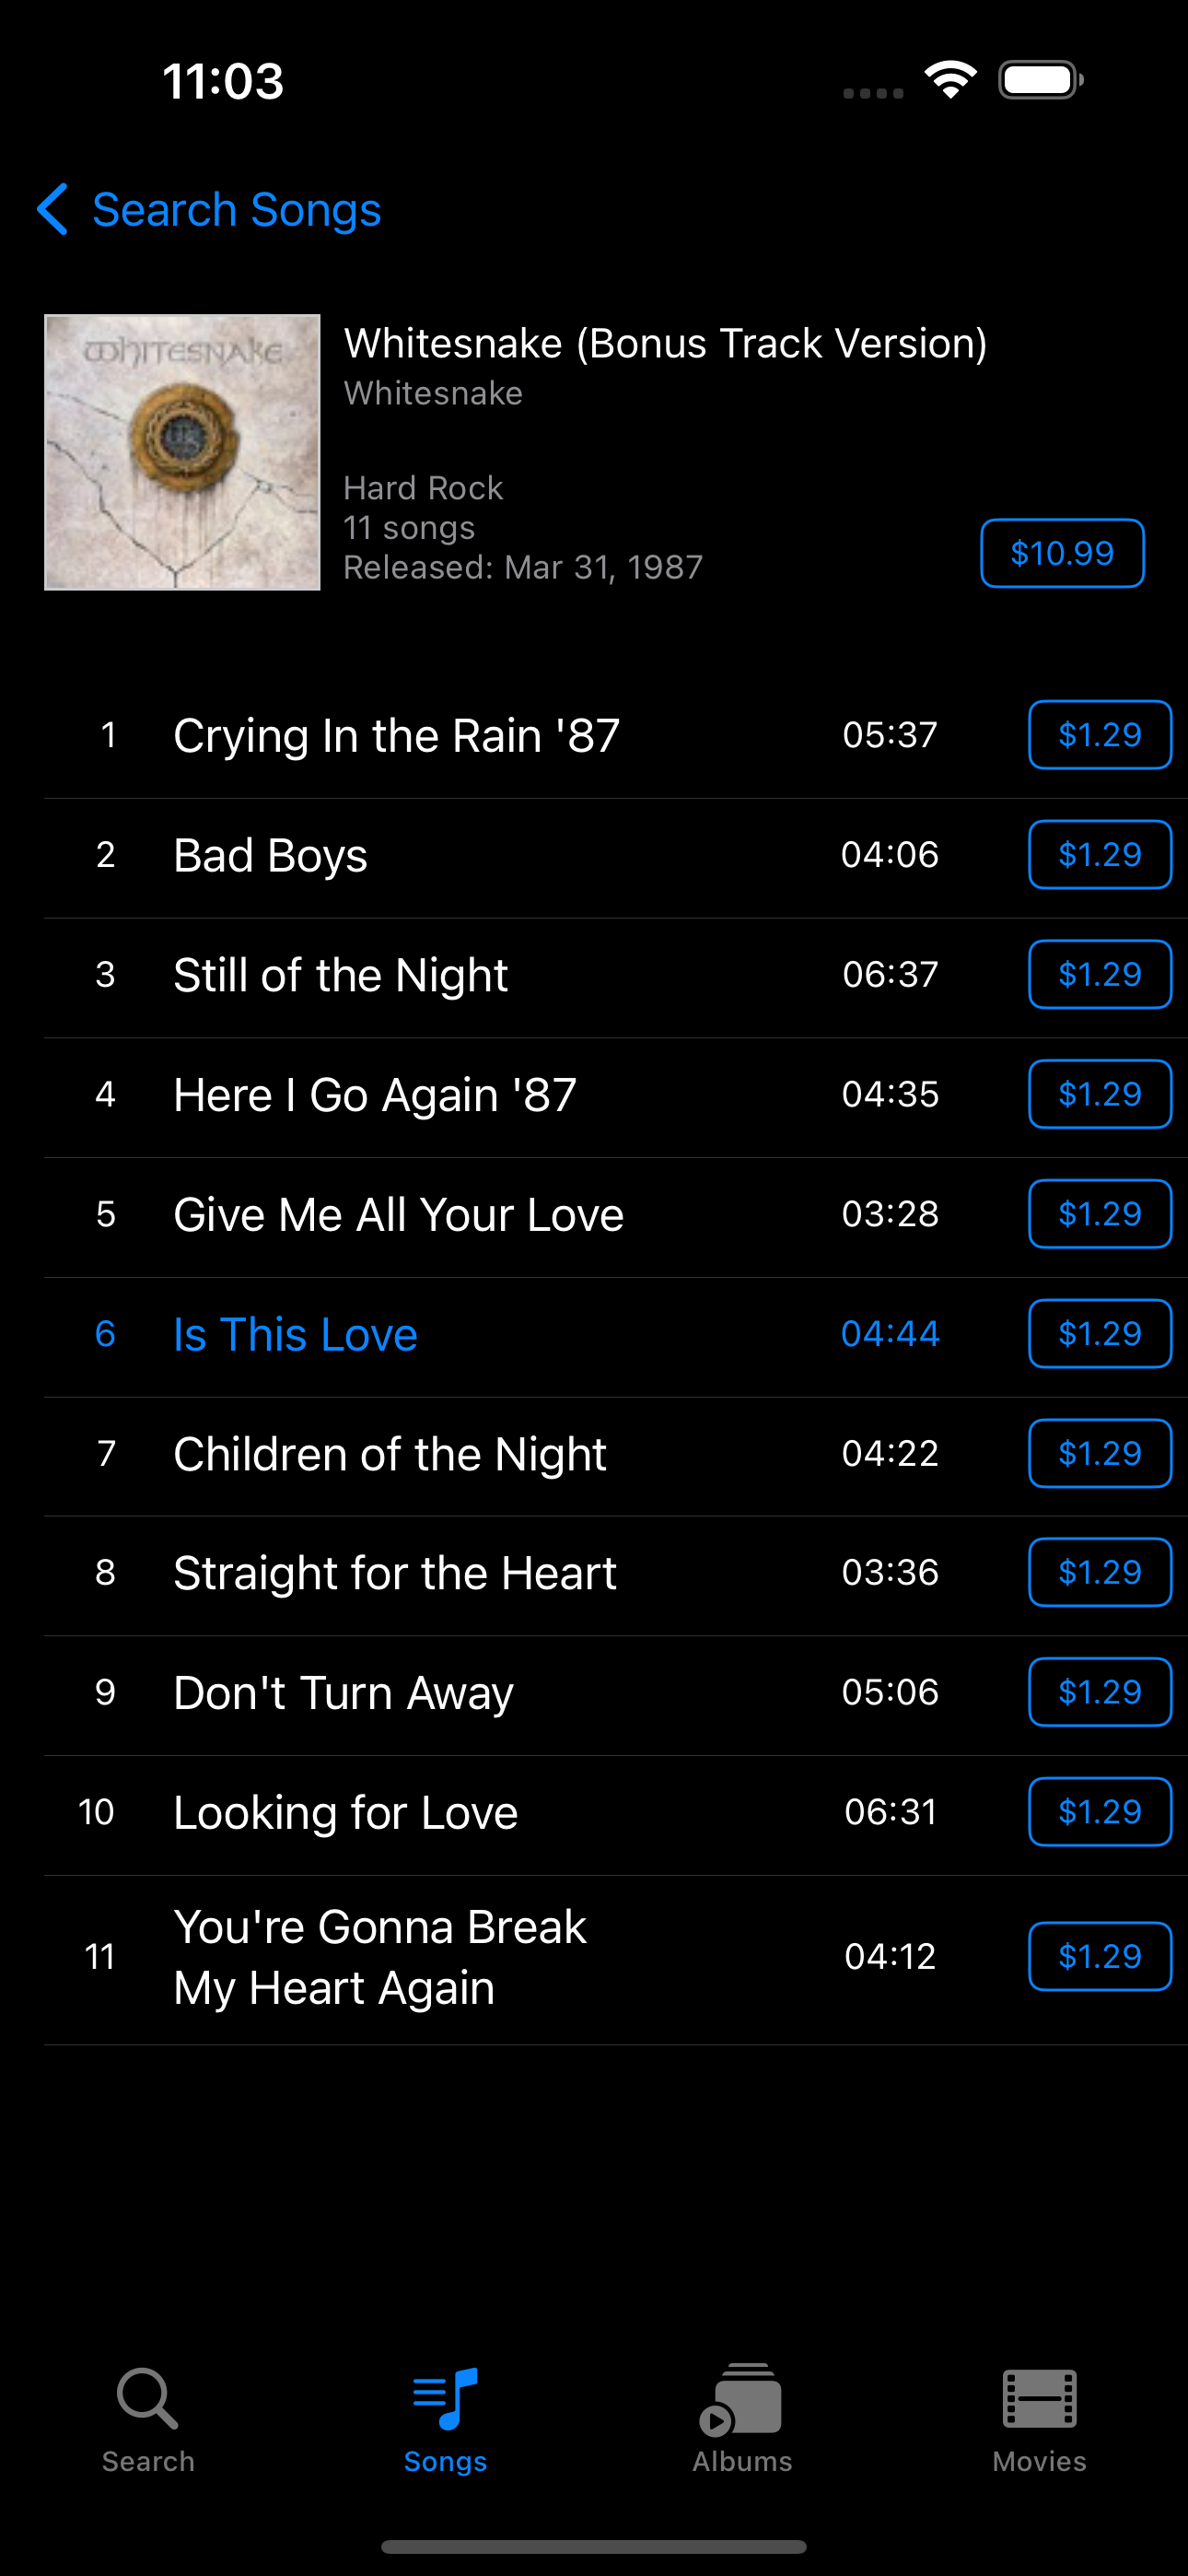 11:03
Search Songs
WHITESNAKE
Whitesnake (Bonus Track Version)
Whitesnake
Hard Rock
11 songs
Released: Mar 31, 1987
$10.99
1 Crying In the Rain '87 05:37 $1.29
2 Bad Boys 04:06 $1.29
3 Still of the Night 06:37 $1.29
4 Here I Go Again '87 04:35 $1.29
5 Give Me All Your Love 03:28 $1.29
6 Is This Love 04:44 $1.29
7 Children of the Night 04:22 $1.29
8 Straight for the Heart 03:36 $1.29
9 Don't Turn Away 05:06 $1.29
10 Looking for Love 06:31 $1.29
11 You're Gonna Break
My Heart Again 04:12 $1.29
Search Songs Albums Movies